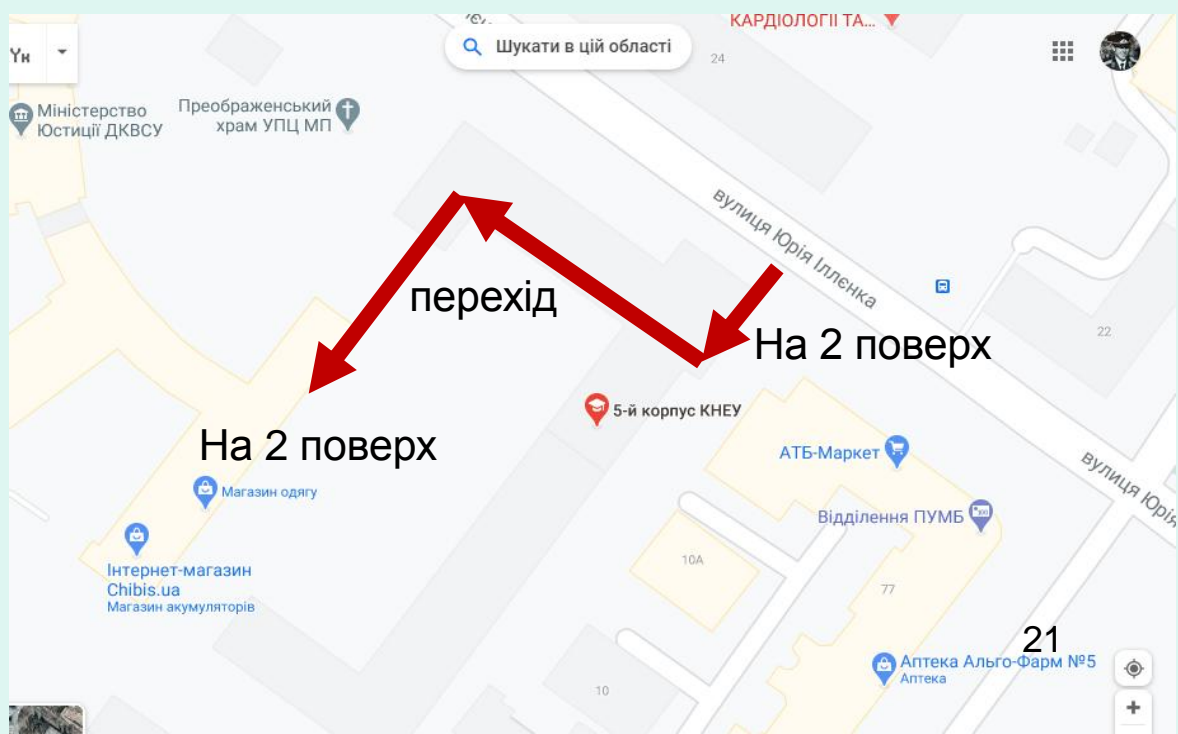 КАРДІОЛОГІЇ ТА...
Шукати в цій області
24
Міністерство
Юстиції ДКВСУ
Преображенський
храм УПЦ МП
вулиця Юрія Іллєнка
перехід
На 2 поверх
22
5-й корпус КНЕУ
На 2 поверх
АТБ-Маркет
вулиця Юрія
Магазин одягу
Відділення ПУМБ
Інтернет-магазин
Chibis.ua
Магазин акумуляторів
10А
77
21
Аптека Альго-Фарм №5
Аптека
10